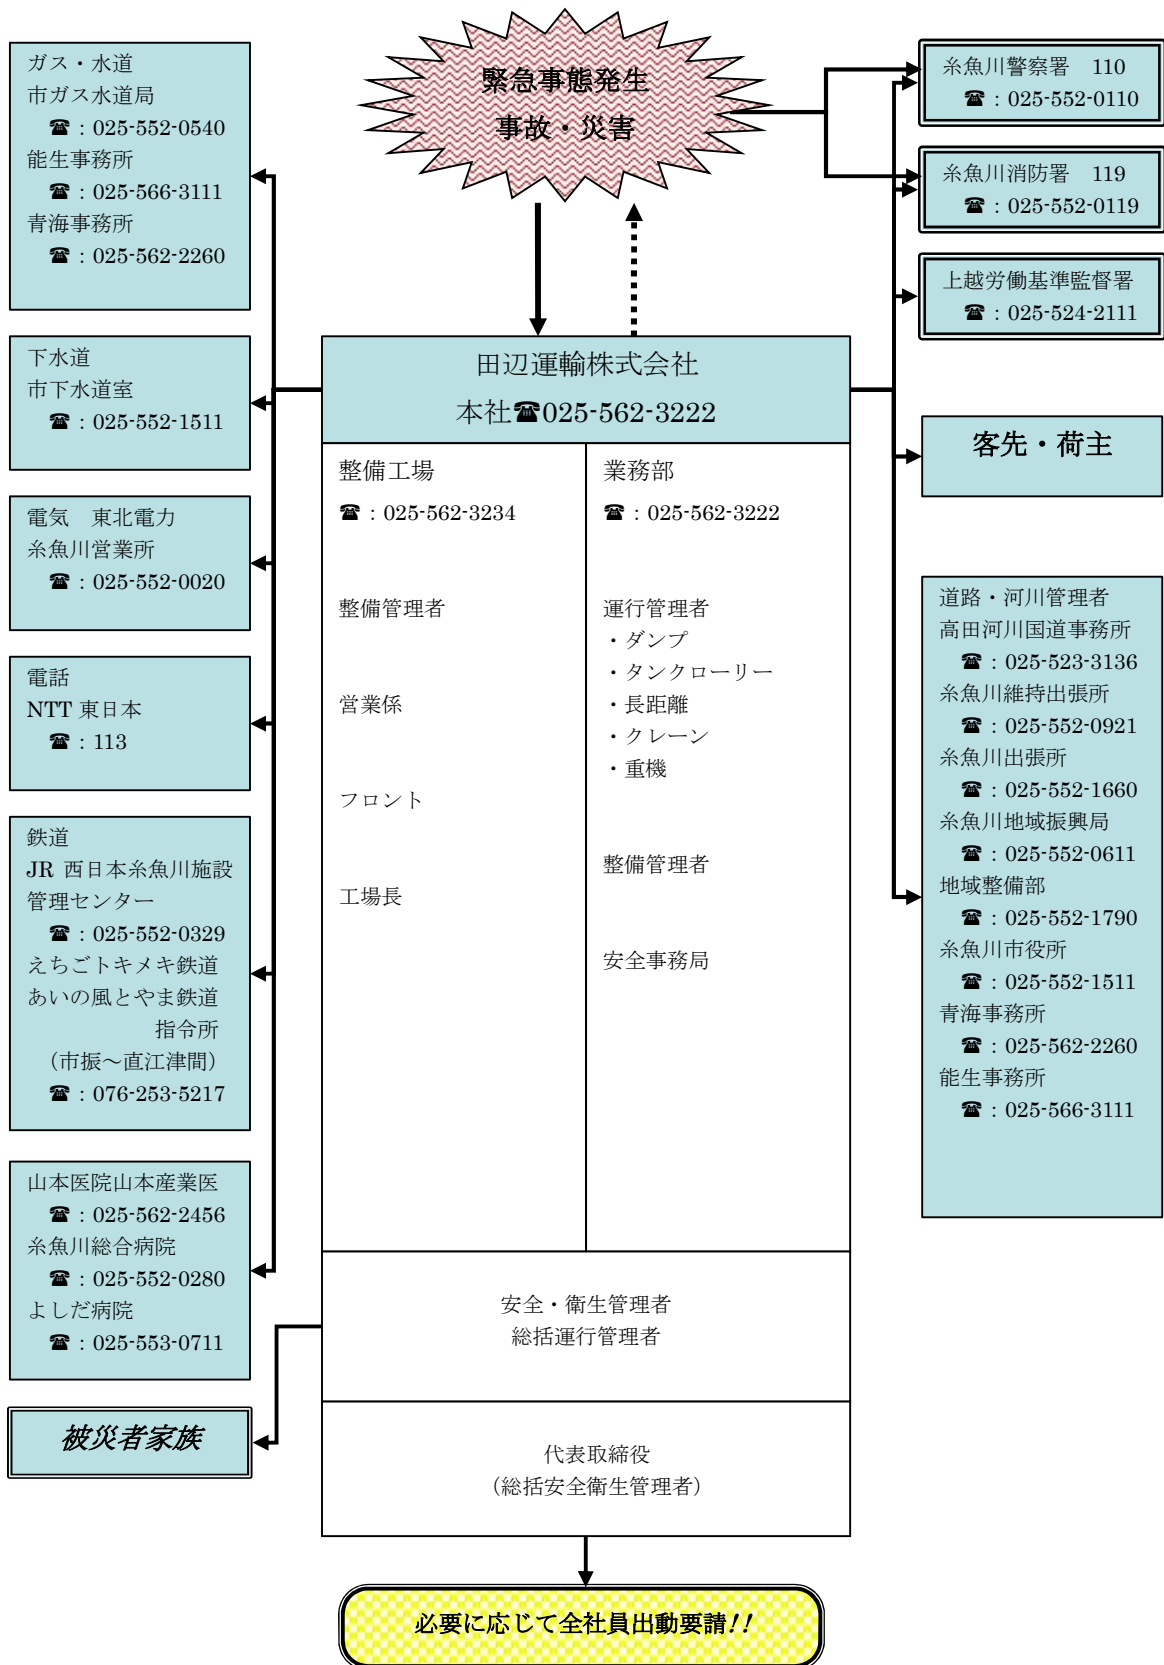 緊急事態発生
事故・災害
ガス・水道
市ガス水道局
☎：025-552-0540
能生事務所
☎：025-566-3111
青海事務所
☎：025-562-2260
下水道
市下水道室
☎：025-552-1511
電気　東北電力
糸魚川営業所
☎：025-552-0020
電話
NTT 東日本
☎：113
鉄道
JR 西日本糸魚川施設
管理センター
☎：025-552-0329
えちごトキメキ鉄道
あいの風とやま鉄道
指令所
（市振～直江津間）
☎：076-253-5217
山本医院山本産業医
☎：025-562-2456
糸魚川総合病院
☎：025-552-0280
よしだ病院
☎：025-553-0711
被災者家族
田辺運輸株式会社
本社☎025-562-3222
整備工場
☎：025-562-3234
整備管理者
営業係
フロント
工場長
業務部
☎：025-562-3222
運行管理者
・ダンプ
・タンクローリー
・長距離
・クレーン
・重機
整備管理者
安全事務局
安全・衛生管理者
総括運行管理者
代表取締役
（総括安全衛生管理者）
必要に応じて全社員出動要請!!
糸魚川警察署　110
☎：025-552-0110
糸魚川消防署　119
☎：025-552-0119
上越労働基準監督署
☎：025-524-2111
客先・荷主
道路・河川管理者
高田河川国道事務所
☎：025-523-3136
糸魚川維持出張所
☎：025-552-0921
糸魚川出張所
☎：025-552-1660
糸魚川地域振興局
☎：025-552-0611
地域整備部
☎：025-552-1790
糸魚川市役所
☎：025-552-1511
青海事務所
☎：025-562-2260
能生事務所
☎：025-566-3111